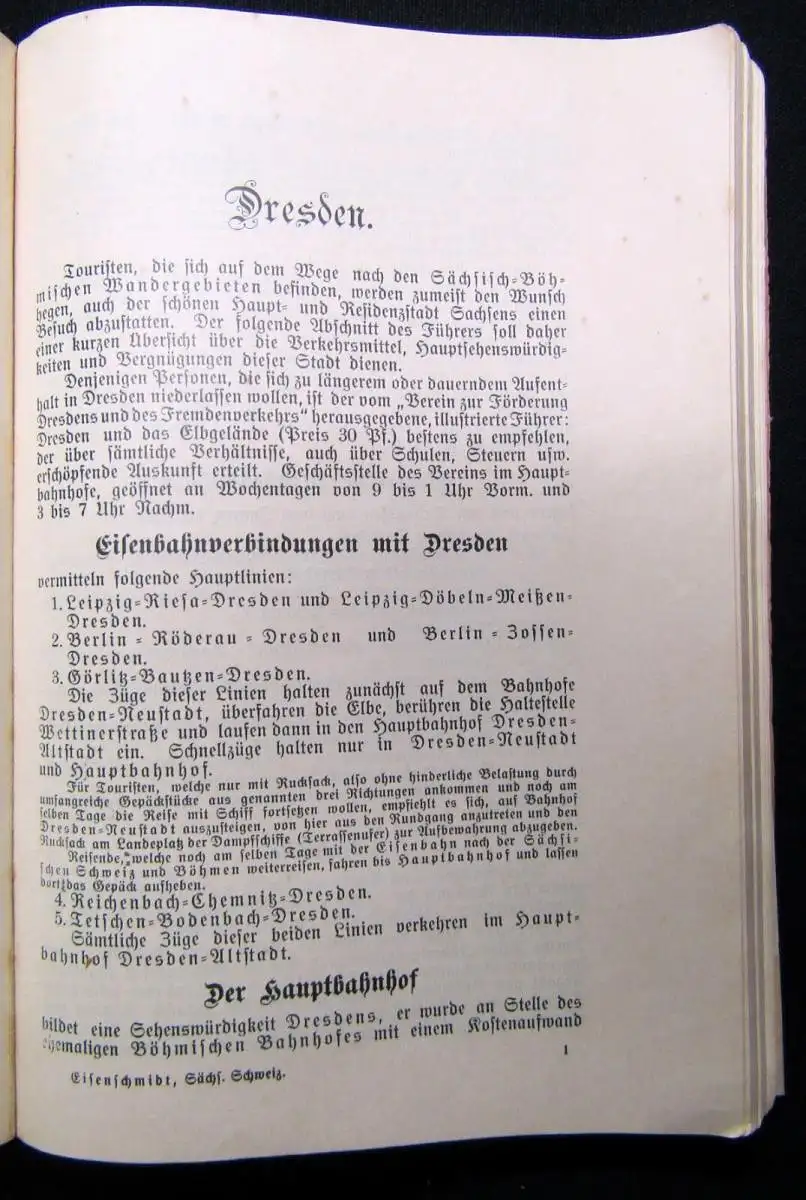 Dresden.
Touristen, die sich auf dem Wege nach den Sächsisch-Böh-
mischen Wandergebieten befinden, werden zumeist den Wunsch
hegen, auch der schönen Haupt- und Residenzstadt Sachsens einen
Besuch abzustatten. Der folgende Abschnitt des Führers soll daher
einer kurzen Übersicht über die Verkehrsmittel, Hauptsehenswürdig-
keiten und Vergnügungen dieser Stadt dienen.
Denjenigen Personen, die sich zu längerem oder dauerndem Aufent-
halt in Dresden niederlassen wollen, ist der vom „Verein zur Förderung
Dresdens und des Fremdenverkehrs“ herausgegebene, illustrierte Führer:
Dresden und das Elbgelände (Preis 30 Pf.) bestens zu empfehlen,
der über sämtliche Verhältnisse, auch über Schulen, Steuern usw.
erschöpfende Auskunft erteilt. Geschäftsstelle des Vereins im Haupt-
bahnhofe, geöffnet an Wochentagen von 9 bis 1 Uhr Vorm. und
3 bis 7 Uhr Nachm.
Eisenbahnverbindungen mit Dresden
vermitteln folgende Hauptlinien:
1. Leipzig-Riesa-Dresden und Leipzig-Döbeln-Meißen-
Dresden.
2. Berlin-Röderau-Dresden und Berlin-Zossen-
Dresden.
3. Görlitz-Bautzen-Dresden.
Die Züge dieser Linien halten zunächst auf dem Bahnhofe
Dresden-Neustadt, überfahren die Elbe, berühren die Haltestelle
Wettinerstraße und laufen dann in den Hauptbahnhof Dresden-
Altstadt ein. Schnellzüge halten nur in Dresden-Neustadt
und Hauptbahnhof.
Für Touristen, welche nur mit Rucksack, also ohne hinderliche Belastung durch
umfangreiche Gepäckstücke aus genannten drei Richtungen ankommen und noch am
selben Tage die Reise mit Schiff fortsetzen wollen, empfiehlt es sich, auf Bahnhof
Dresden-Neustadt auszusteigen, von hier aus den Rundgang anzutreten und den
Rucksack am Landeplatz der Dampfschiffe (Terrassenufer) zur Aufbewahrung abzugeben.
Reisende, welche noch am selben Tage mit der Eisenbahn nach der Sächsi-
schen Schweiz und Böhmen weiterreisen, fahren bis Hauptbahnhof und lassen
dort das Gepäck aufheben.
4. Reichenbach-Chemnitz-Dresden.
5. Tetschen-Bodenbach-Dresden.
Sämtliche Züge dieser beiden Linien verkehren im Haupt-
bahnhof Dresden-Altstadt.
Der Hauptbahnhof
bildet eine Sehenswürdigkeit Dresdens, er wurde an Stelle des
ehemaligen Böhmischen Bahnhofes mit einem Kostenaufwand
Eisenschmidt, Sächs. Schweiz.
1